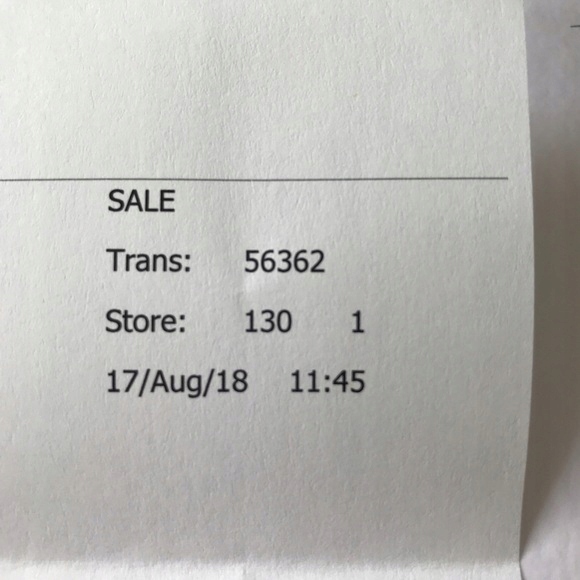 SALE
Trans: 56362
Store: 130 1
17/Aug/18 11:45